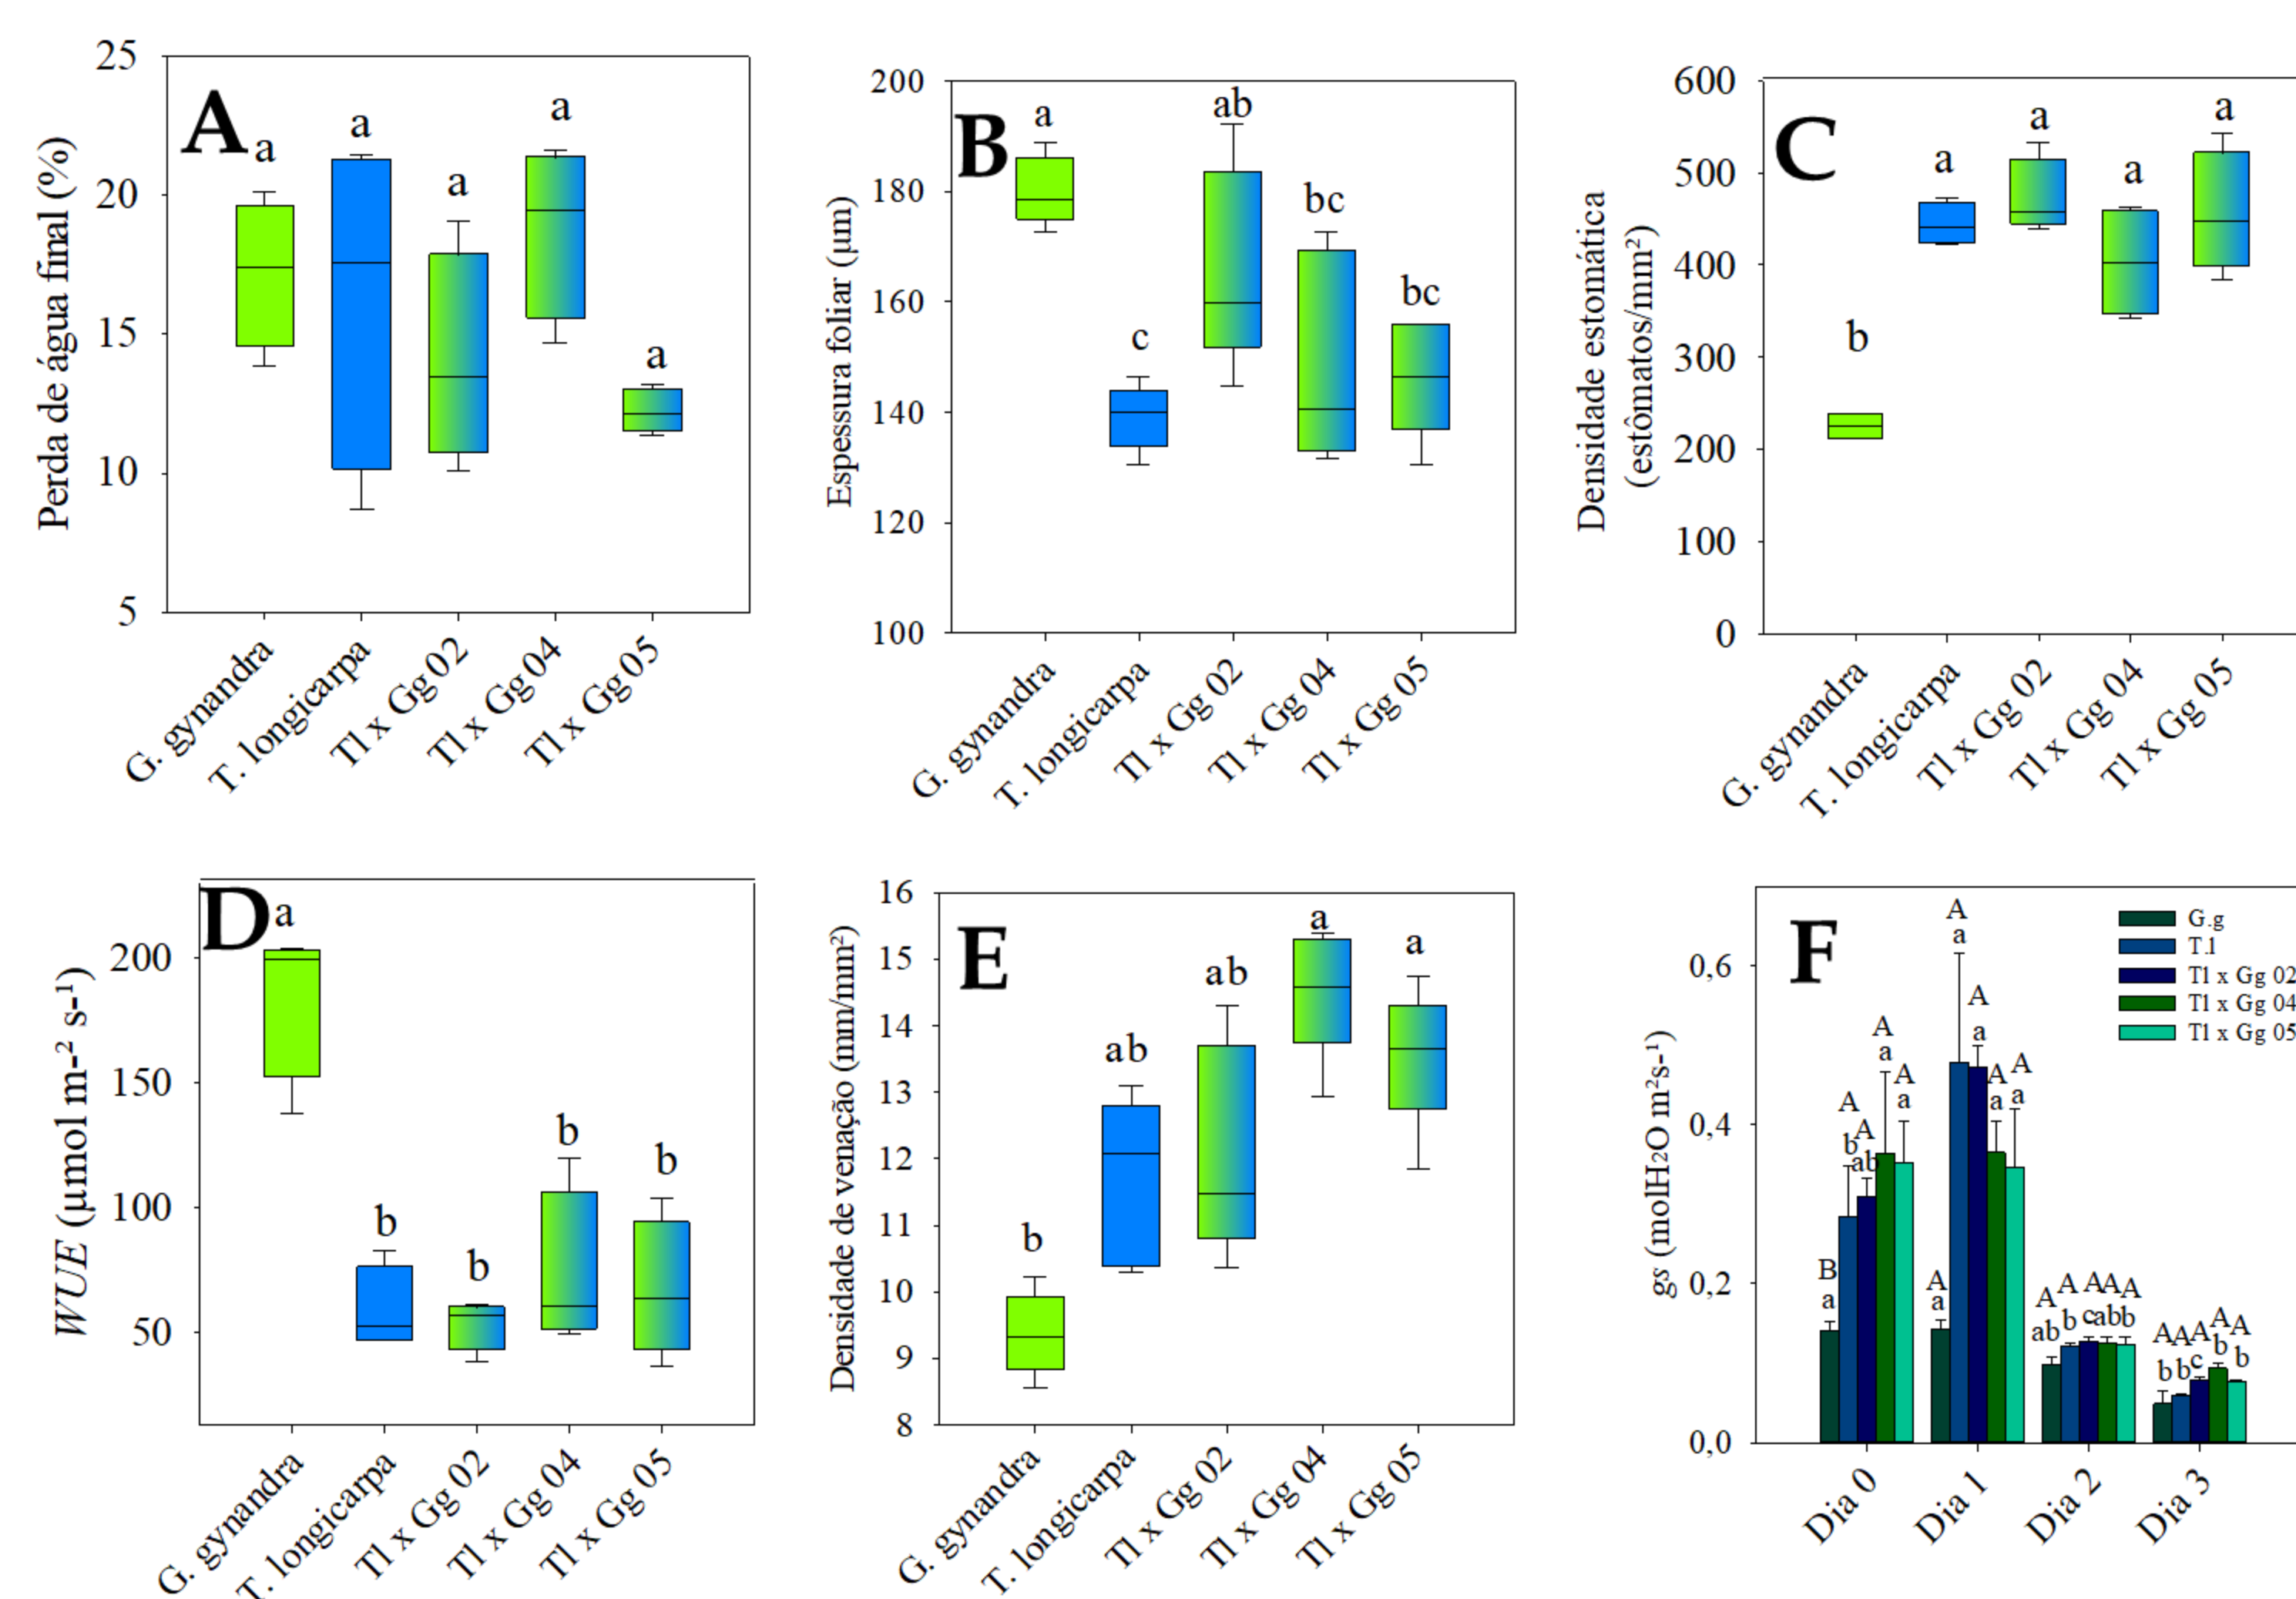 A
Perda de água final (%)
25
20
15
10
5
a
a
a
a
a
G. gynandra
T. longicarpa
Tl x Gg 02
Tl x Gg 04
Tl x Gg 05
B
Espessura foliar (µm)
200
180
160
140
120
100
a
c
ab
bc
bc
G. gynandra
T. longicarpa
Tl x Gg 02
Tl x Gg 04
Tl x Gg 05
C
Densidade estomática
(estômatos/mm²)
600
500
400
300
200
100
0
b
a
a
a
a
G. gynandra
T. longicarpa
Tl x Gg 02
Tl x Gg 04
Tl x Gg 05
D
WUE (µmol m-² s-¹)
200
150
100
50
a
b
b
b
b
G. gynandra
T. longicarpa
Tl x Gg 02
Tl x Gg 04
Tl x Gg 05
E
Densidade de venação (mm/mm²)
16
15
14
13
12
11
10
9
8
b
ab
ab
a
a
G. gynandra
T. longicarpa
Tl x Gg 02
Tl x Gg 04
Tl x Gg 05
F
gs (molH2O m²s-¹)
0,6
0,4
0,2
0,0
G.g
T.l
Tl x Gg 02
Tl x Gg 04
Tl x Gg 05
B A A A A
a b ab a a
A A A A A
a a a a a
A A A A A
ab b c ab b
A A A A A
b b c b b
Dia 0
Dia 1
Dia 2
Dia 3